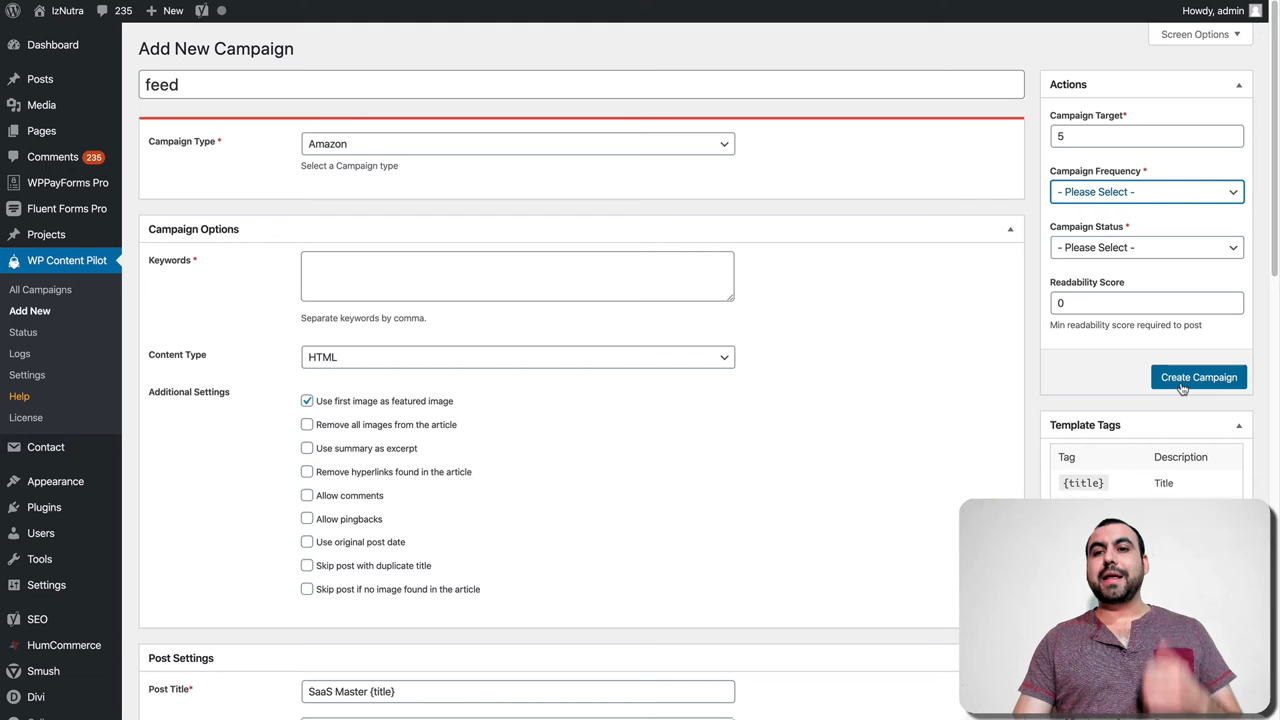 IzNutra
235
New
Howdy, admin
Dashboard
Posts
Media
Pages
Comments 235
WPPayForms Pro
Fluent Forms Pro
Projects
WP Content Pilot
All Campaigns
Add New
Status
Logs
Settings
Help
License
Contact
Appearance
Plugins
Users
Tools
Settings
SEO
HumCommerce
Smush
Divi
Screen Options
Add New Campaign
feed
Campaign Type *
Amazon
Select a Campaign type
Campaign Options
Keywords *
Separate keywords by comma.
Content Type
HTML
Additional Settings
Use first image as featured image
Remove all images from the article
Use summary as excerpt
Remove hyperlinks found in the article
Allow comments
Allow pingbacks
Use original post date
Skip post with duplicate title
Skip post if no image found in the article
Post Settings
Post Title*
SaaS Master {title}
Actions
Campaign Target*
5
Campaign Frequency *
- Please Select -
Campaign Status *
- Please Select -
Readability Score
0
Min readability score required to post
Create Campaign
Template Tags
Tag Description
{title} Title